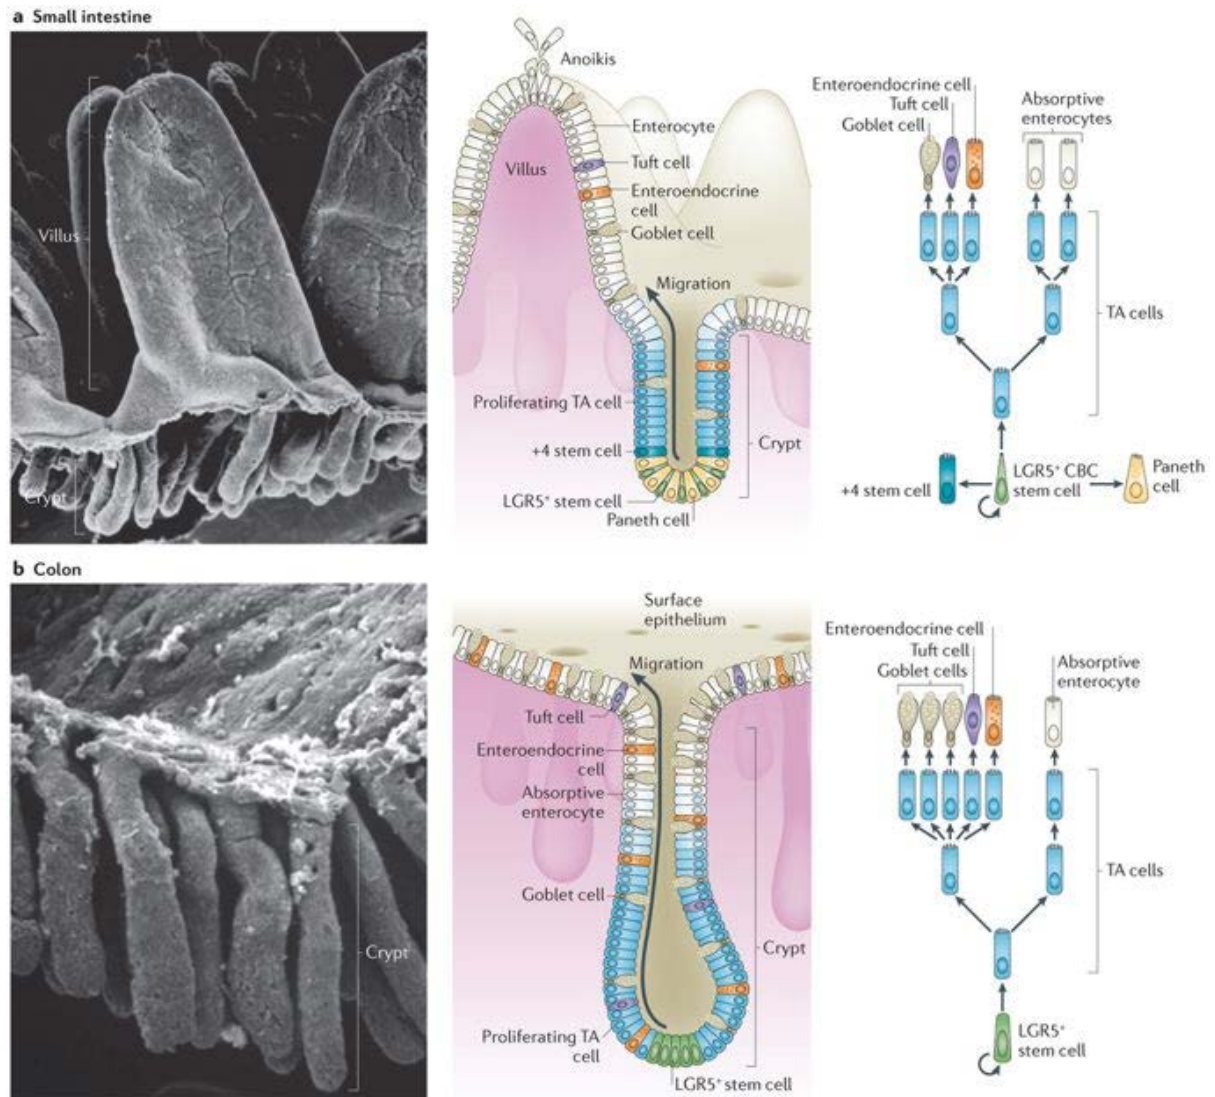 a Small intestine
Villus
Crypt
Anoikis
Enterocyte
Tuft cell
Villus
Enteroendocrine
cell
Goblet cell
Migration
Proliferating TA cell
+4 stem cell
Crypt
LGR5⁺ stem cell
Paneth cell
Enteroendocrine cell
Tuft cell
Goblet cell
Absorptive
enterocytes
TA cells
+4 stem cell
LGR5⁺ CBC
stem cell
Paneth
cell
b Colon
Crypt
Surface
epithelium
Migration
Tuft cell
Enteroendocrine
cell
Absorptive
enterocyte
Goblet cell
Crypt
Proliferating TA
cell
LGR5⁺ stem cell
Enteroendocrine cell
Tuft cell
Goblet cells
Absorptive
enterocyte
TA cells
LGR5⁺
stem cell